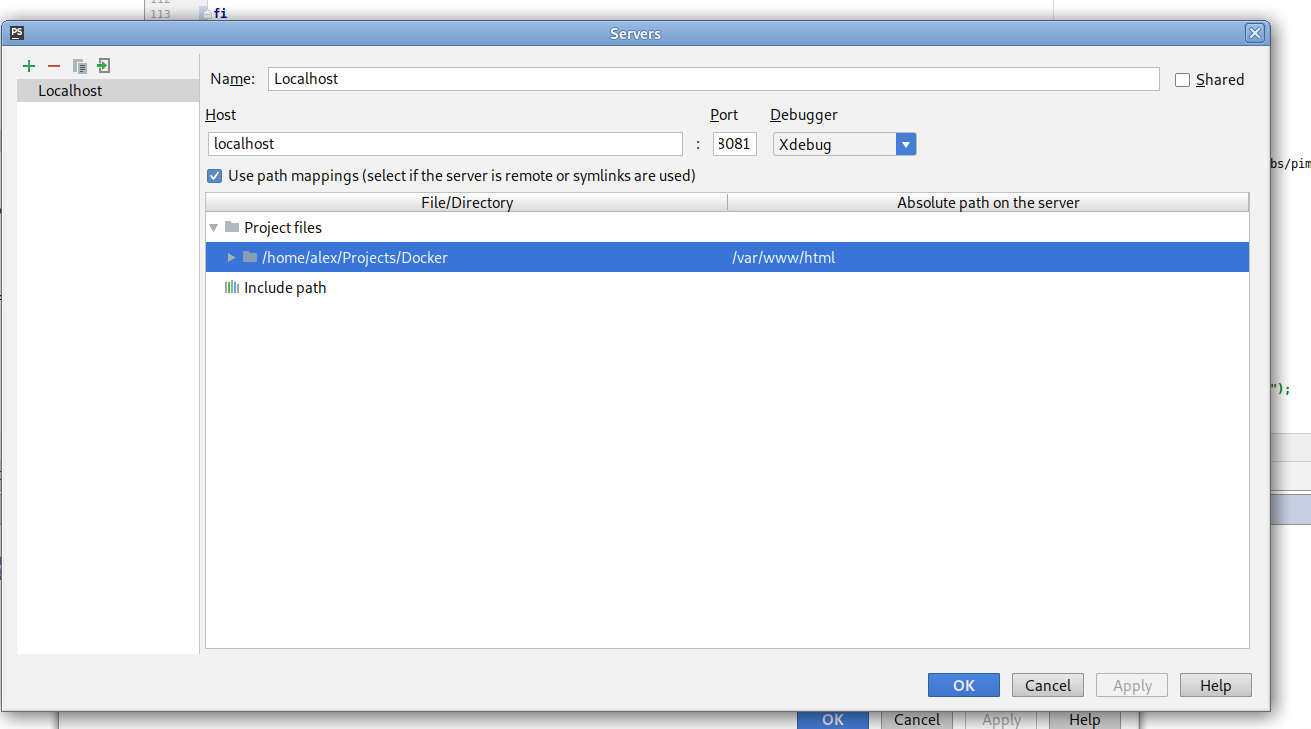 112
113 fi
PS Servers
Localhost
Name: Localhost Shared
Host Port Debugger
localhost : 8081 Xdebug
Use path mappings (select if the server is remote or symlinks are used)
File/Directory Absolute path on the server
Project files
/home/alex/Projects/Docker /var/www/html
Include path
bs/pim
");
OK Cancel Apply Help
OK Cancel Apply Help